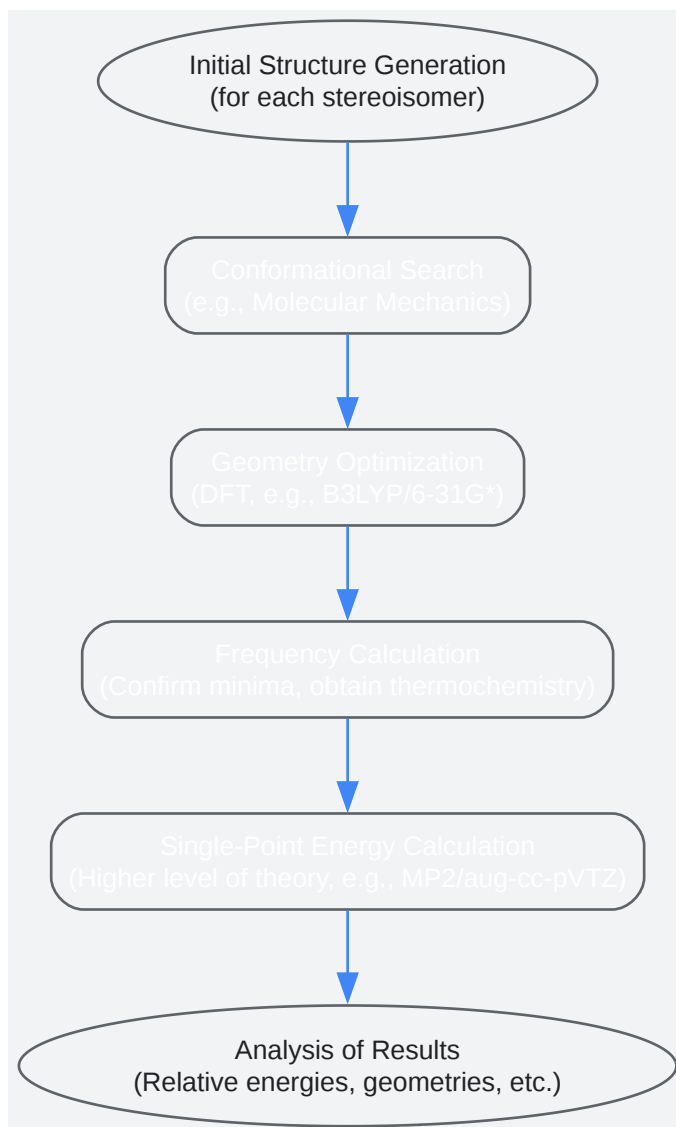 Initial Structure Generation
(for each stereoisomer)
Conformational Search
(e.g., Molecular Mechanics)
Geometry Optimization
(DFT, e.g., B3LYP/6-31G*)
Frequency Calculation
(Confirm minima, obtain thermochemistry)
Single-Point Energy Calculation
(Higher level of theory, e.g., MP2/aug-cc-pVTZ)
Analysis of Results
(Relative energies, geometries, etc.)